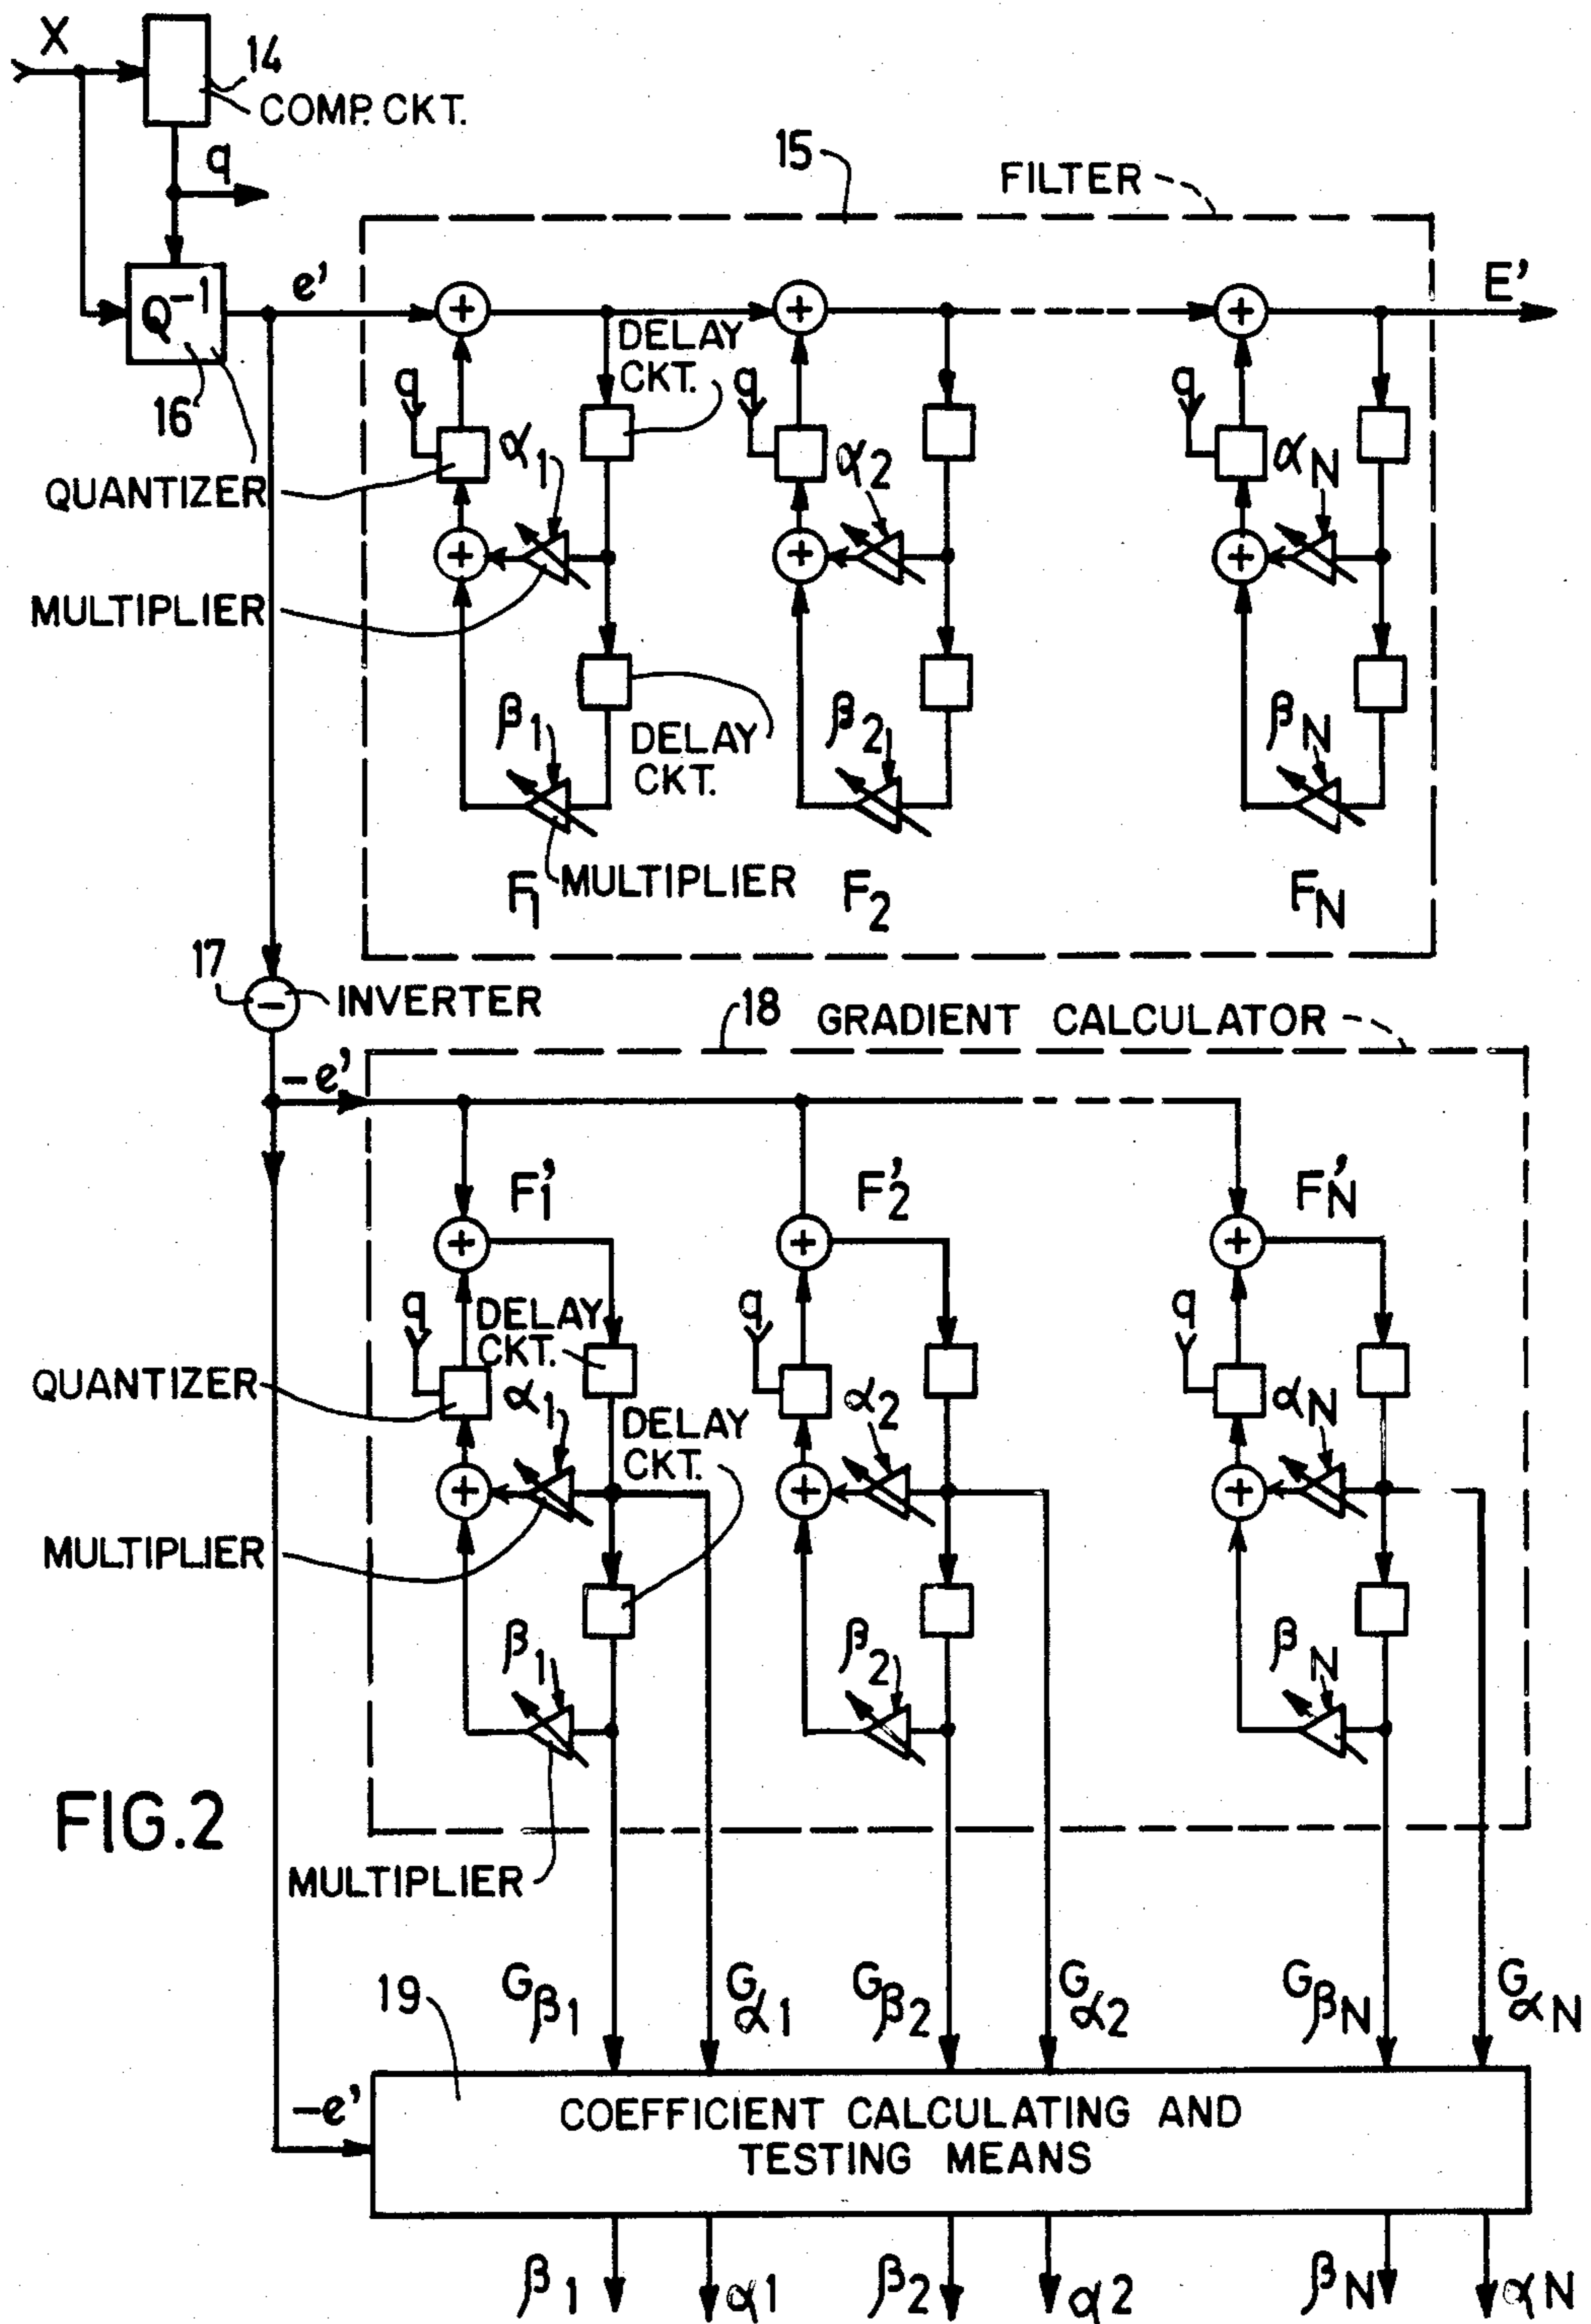 X
14
COMP. CKT.
q
15
FILTER
Q⁻¹
e'
E'
16
DELAY
CKT.
q
q
q
α1
α2
αN
QUANTIZER
MULTIPLIER
β1
β2
βN
DELAY
CKT.
MULTIPLIER
F1
F2
FN
17
INVERTER
18
GRADIENT CALCULATOR
-e'
F'1
F'2
F'N
q
q
q
DELAY
CKT.
QUANTIZER
α1
α2
αN
DELAY
CKT.
MULTIPLIER
β1
β2
βN
FIG.2
MULTIPLIER
19
Gβ1
Gα1
Gβ2
Gα2
GβN
GαN
-e'
COEFFICIENT CALCULATING AND
TESTING MEANS
β1
α1
β2
α2
βN
αN